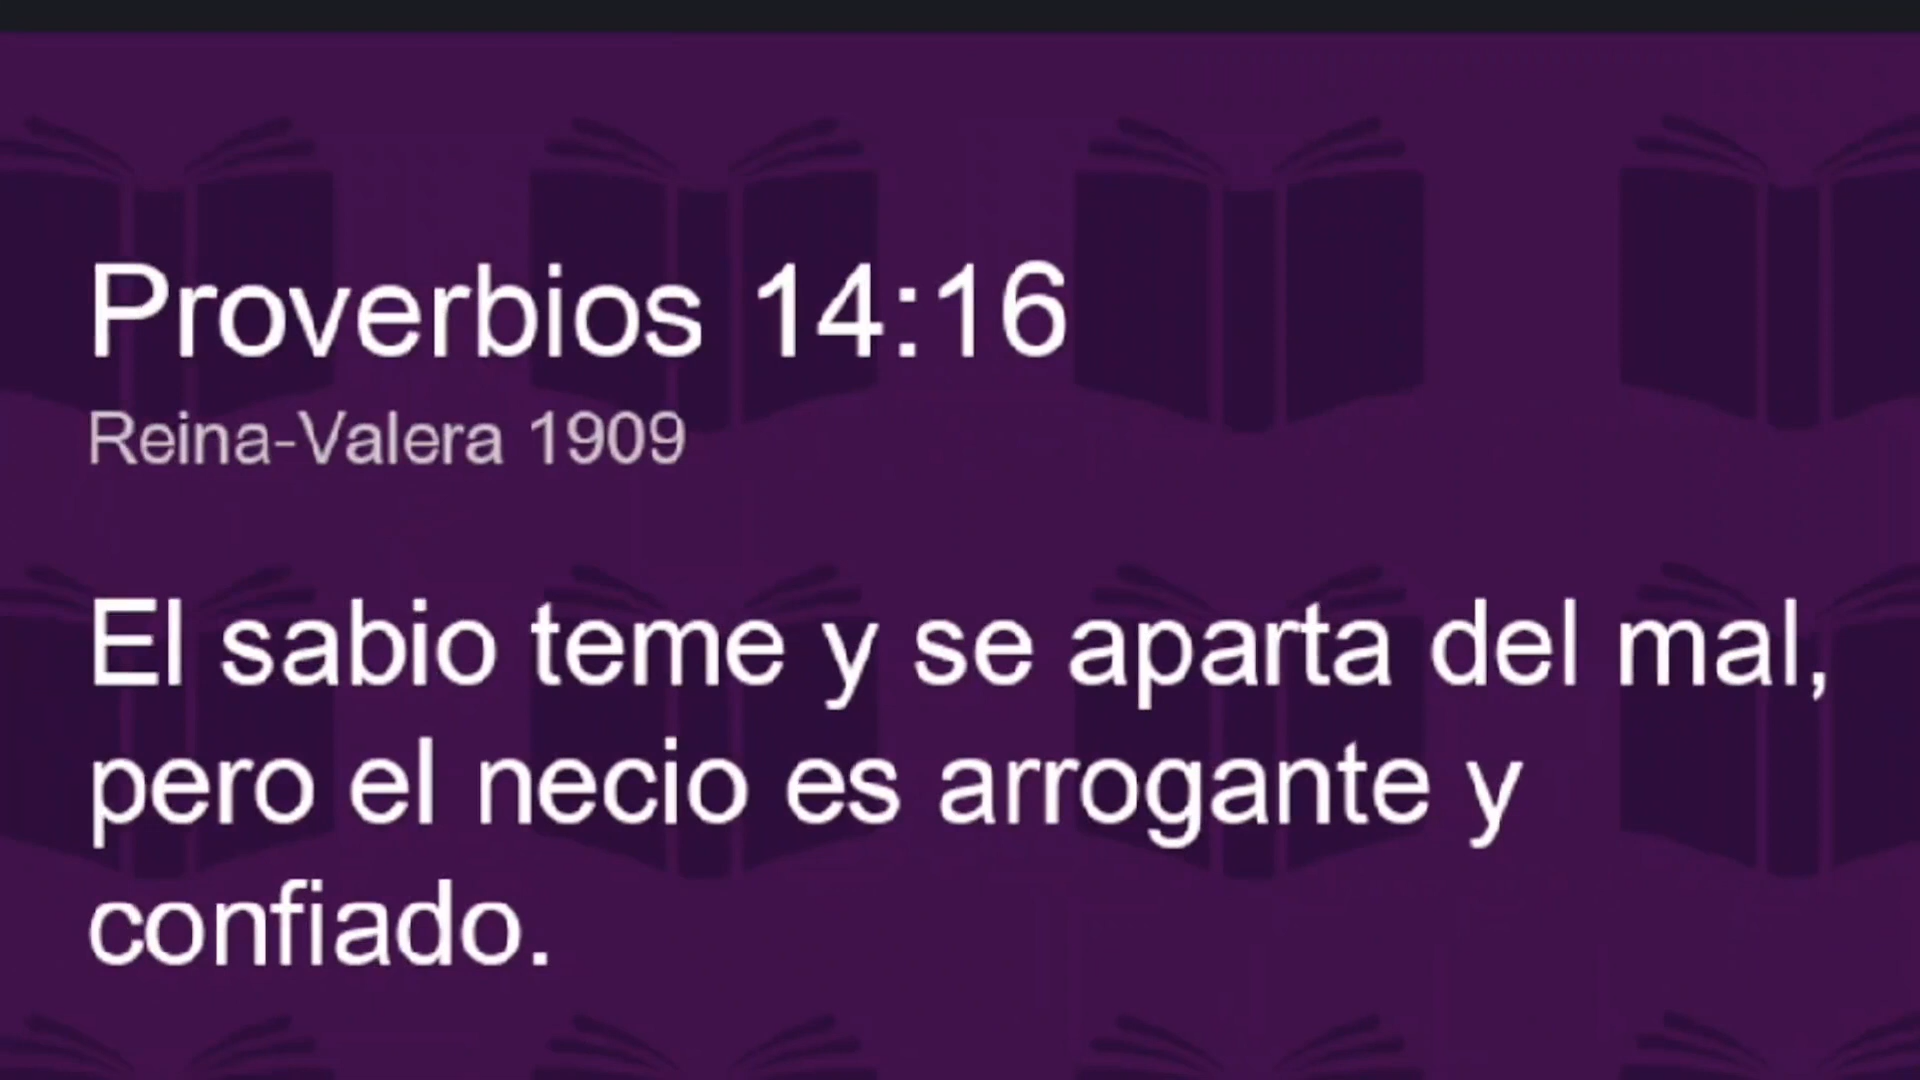 Proverbios 14:16
Reina-Valera 1909
El sabio teme y se aparta del mal,
pero el necio es arrogante y
confiado.